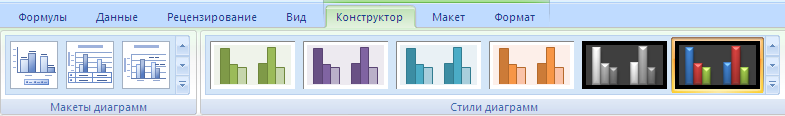 Формулы Данные Рецензирование Вид Конструктор Макет Формат
Макеты диаграмм Стили диаграмм